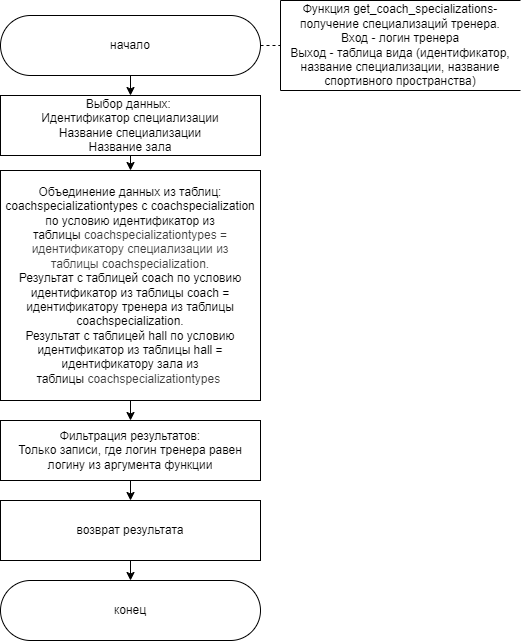 начало
Функция get_coach_specializations-
получение специализаций тренера.
Вход - логин тренера
Выход - таблица вида (идентификатор,
название специализации, название
спортивного пространства)
Выбор данных:
Идентификатор специализации
Название специализации
Название зала
Объединение данных из таблиц:
coachspecializationtypes с coachspecialization
по условию идентификатор из
таблицы coachspecializationtypes =
идентификатору специализации из
таблицы coachspecialization.
Результат с таблицей coach по условию
идентификатор из таблицы coach =
идентификатору тренера из таблицы
coachspecialization.
Результат с таблицей hall по условию
идентификатор из таблицы hall =
идентификатору зала из
таблицы coachspecializationtypes
Фильтрация результатов:
Только записи, где логин тренера равен
логину из аргумента функции
возврат результата
конец